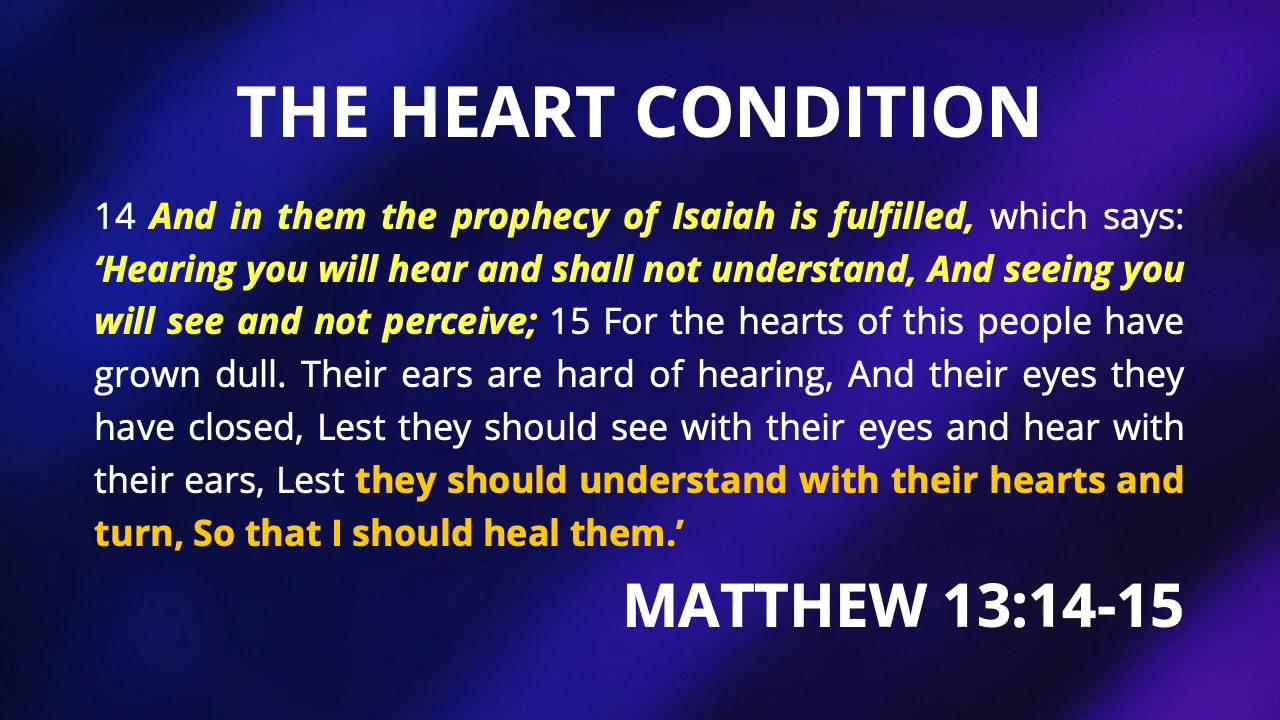 THE HEART CONDITION
14 And in them the prophecy of Isaiah is fulfilled, which says:
‘Hearing you will hear and shall not understand, And seeing you
will see and not perceive; 15 For the hearts of this people have
grown dull. Their ears are hard of hearing, And their eyes they
have closed, Lest they should see with their eyes and hear with
their ears, Lest they should understand with their hearts and
turn, So that I should heal them.’
MATTHEW 13:14-15